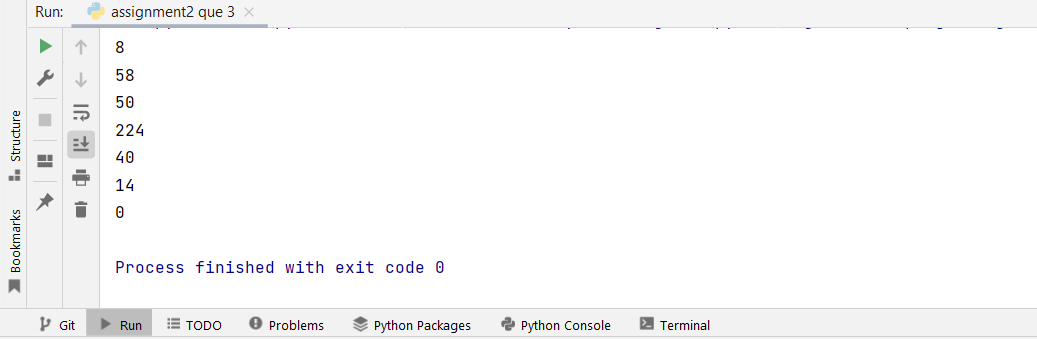 Run: assignment2 que 3
8
58
50
224
40
14
0
Process finished with exit code 0
Structure
Bookmarks
Git Run TODO Problems Python Packages Python Console Terminal